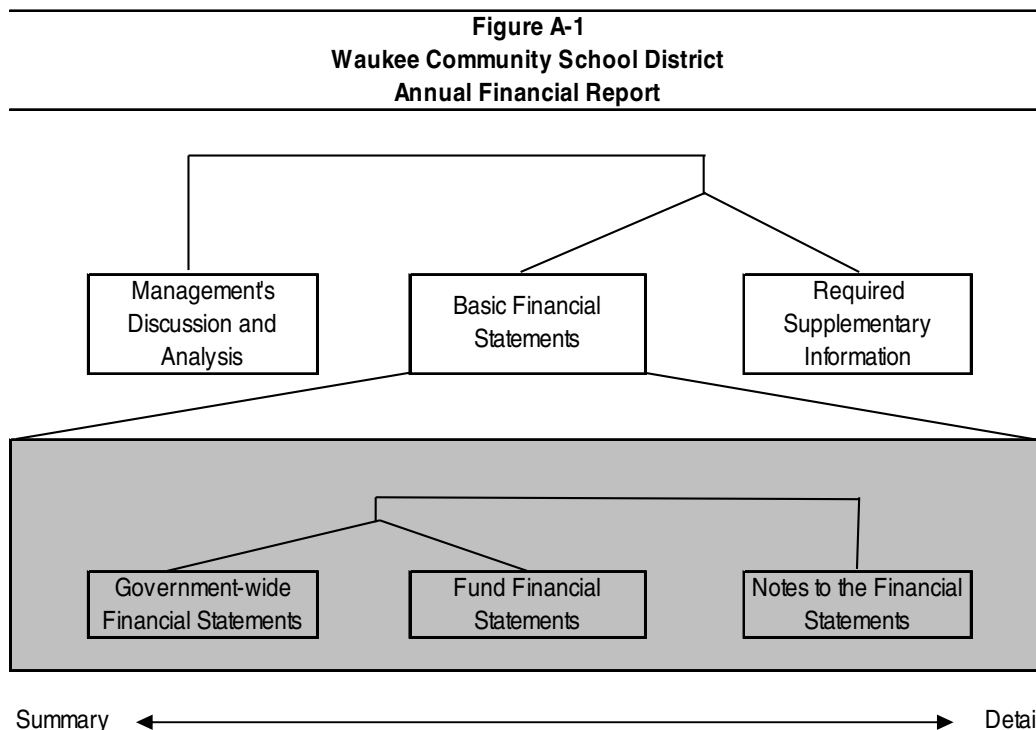 Figure A-1
Waukee Community School District
Annual Financial Report
Management's
Discussion and
Analysis
Basic Financial
Statements
Required
Supplementary
Information
Government-wide
Financial Statements
Fund Financial
Statements
Notes to the Financial
Statements
Summary
Detai